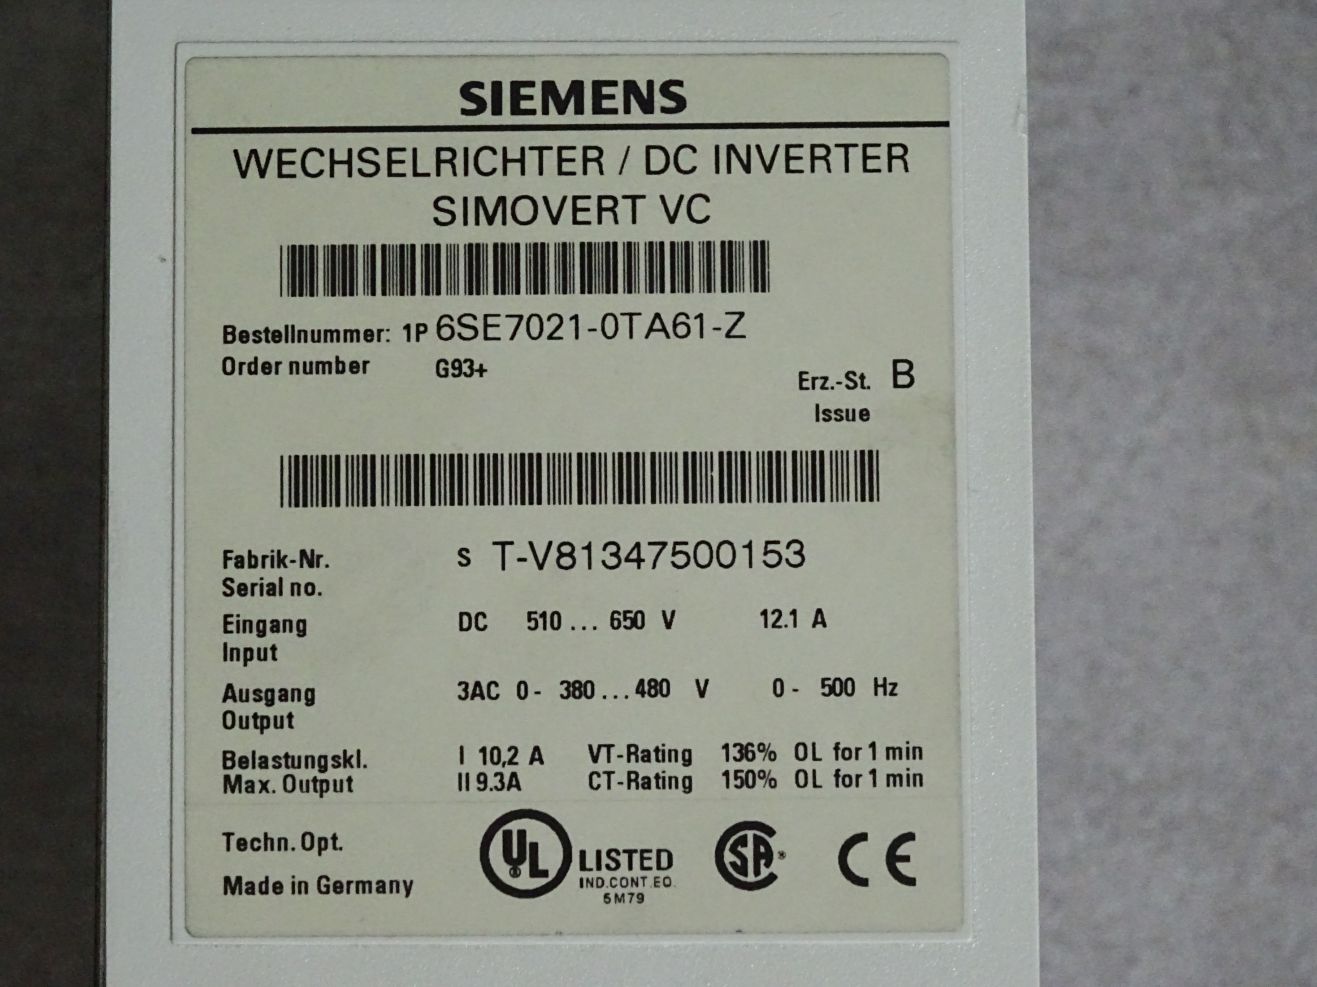 SIEMENS
WECHSELRICHTER / DC INVERTER
SIMOVERT VC
Bestellnummer: 1P 6SE7021-0TA61-Z
Order number G93+
Erz.-St. B
Issue
Fabrik-Nr. S T-V81347500153
Serial no.
Eingang DC 510 ... 650 V 12.1 A
Input
Ausgang 3AC 0 - 380 ... 480 V 0 - 500 Hz
Output
Belastungskl. I 10,2 A VT-Rating 136% OL for 1 min
Max. Output II 9.3A CT-Rating 150% OL for 1 min
Techn. Opt.
Made in Germany
UL LISTED
IND.CONT.EQ.
5M79
SA
CE